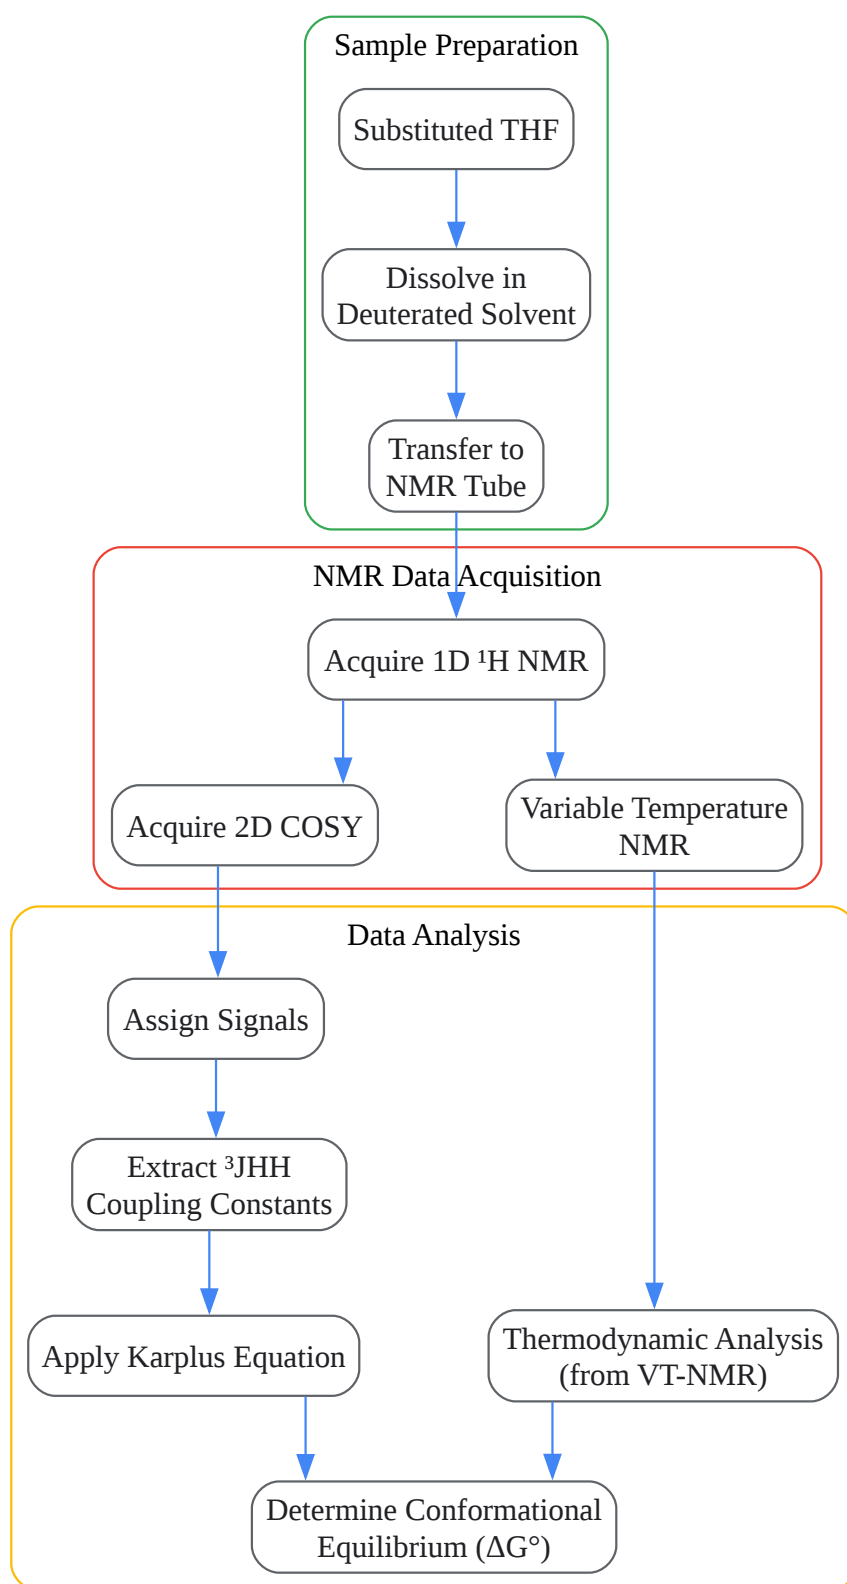 Sample Preparation
Substituted THF
Dissolve in
Deuterated Solvent
Transfer to
NMR Tube
NMR Data Acquisition
Acquire 1D ¹H NMR
Acquire 2D COSY
Variable Temperature
NMR
Data Analysis
Assign Signals
Extract ³JHH
Coupling Constants
Apply Karplus Equation
Thermodynamic Analysis
(from VT-NMR)
Determine Conformational
Equilibrium (ΔG°)